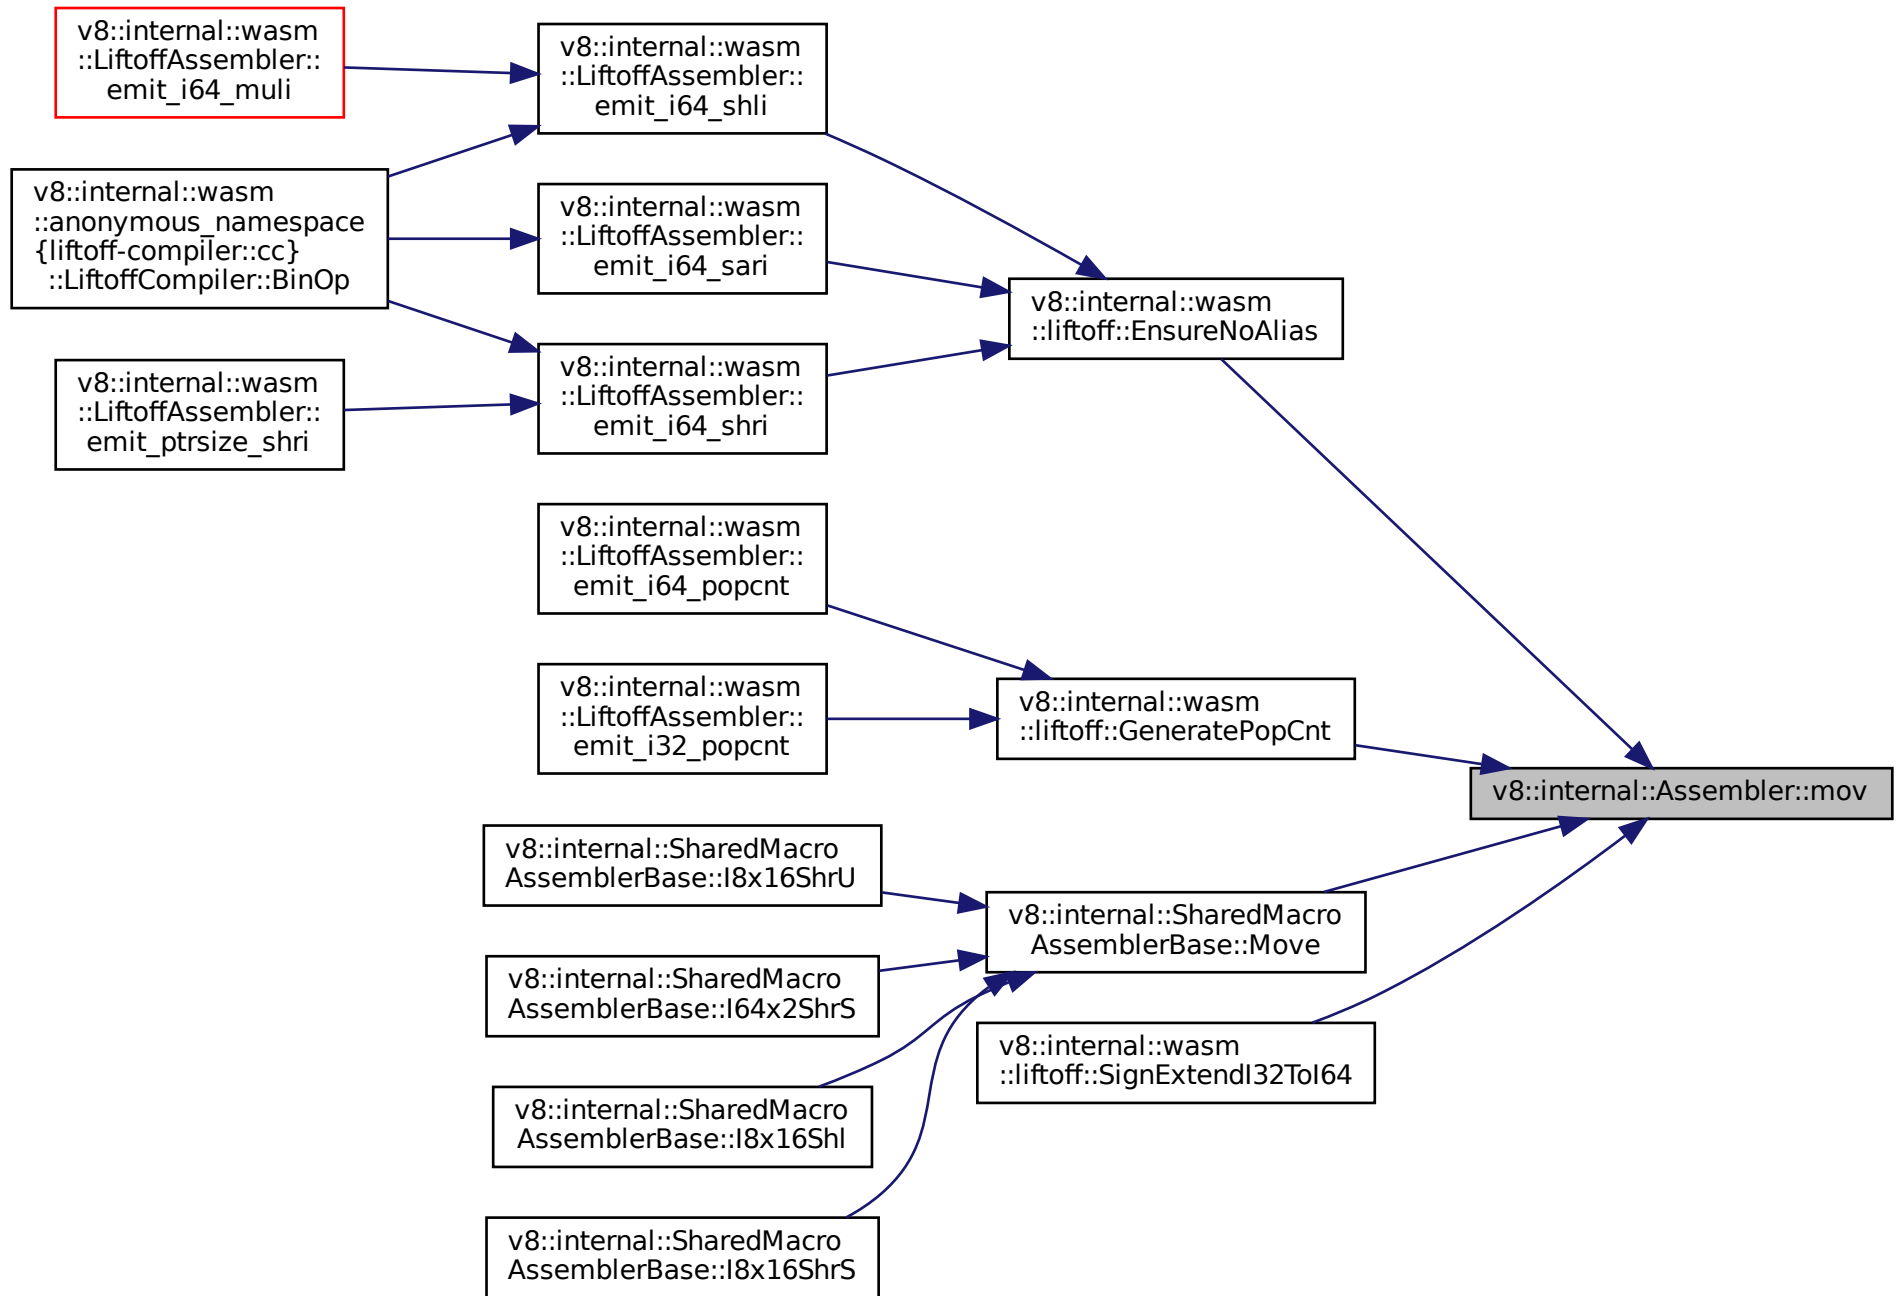 v8::internal::wasm
::LiftoffAssembler::
emit_i64_muli
v8::internal::wasm
::anonymous_namespace
{liftoff-compiler::cc}
::LiftoffCompiler::BinOp
v8::internal::wasm
::LiftoffAssembler::
emit_ptrsize_shri
v8::internal::wasm
::LiftoffAssembler::
emit_i64_shli
v8::internal::wasm
::LiftoffAssembler::
emit_i64_sari
v8::internal::wasm
::LiftoffAssembler::
emit_i64_shri
v8::internal::wasm
::LiftoffAssembler::
emit_i64_popcnt
v8::internal::wasm
::LiftoffAssembler::
emit_i32_popcnt
v8::internal::SharedMacro
AssemblerBase::I8x16ShrU
v8::internal::SharedMacro
AssemblerBase::I64x2ShrS
v8::internal::SharedMacro
AssemblerBase::I8x16Shl
v8::internal::SharedMacro
AssemblerBase::I8x16ShrS
v8::internal::wasm
::liftoff::EnsureNoAlias
v8::internal::wasm
::liftoff::GeneratePopCnt
v8::internal::SharedMacro
AssemblerBase::Move
v8::internal::wasm
::liftoff::SignExtendI32ToI64
v8::internal::Assembler::mov